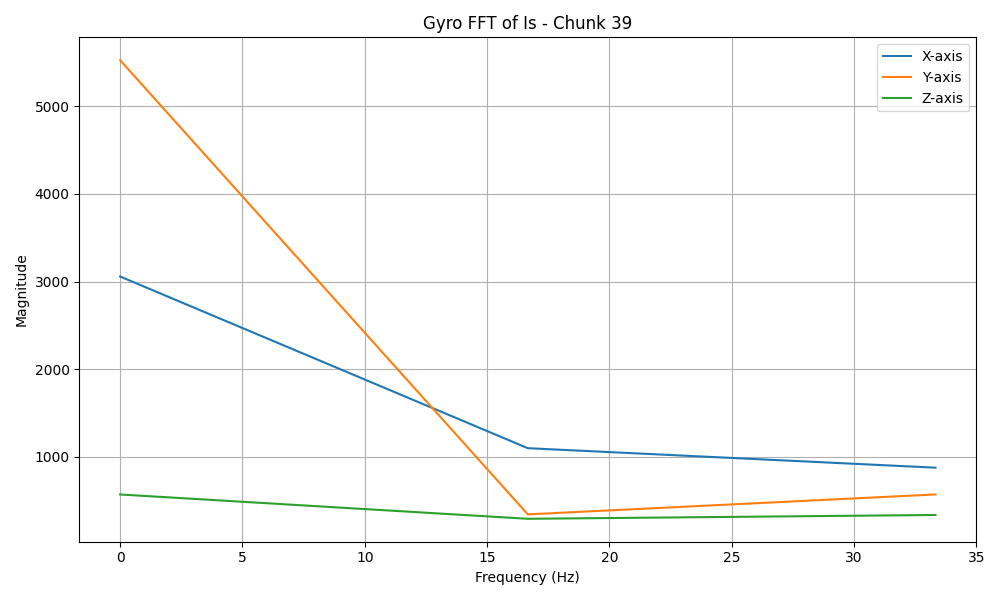 Gyro FFT of Is - Chunk 39
X-axis
Y-axis
Z-axis
Magnitude
5000
4000
3000
2000
1000
0 5 10 15 20 25 30 35
Frequency (Hz)